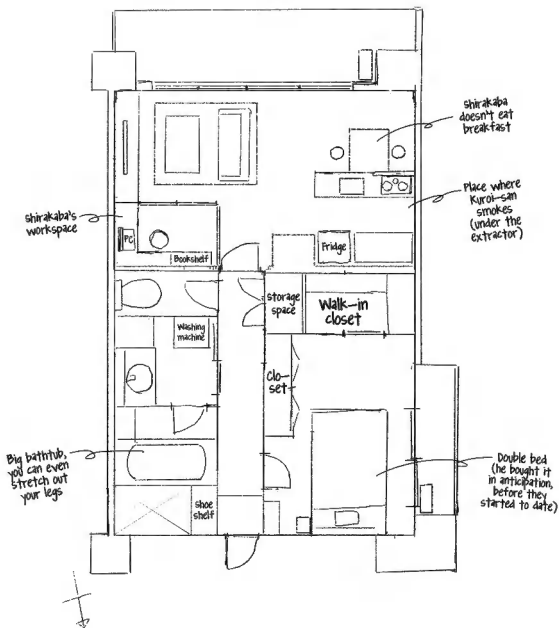 Shirakaba
doesn't eat
breakfast
Place where
Kuroi-san
smokes
(under the
extractor)
Shirakaba's
workspace
PC
Bookshelf
Fridge
Storage
space
Walk-in
closet
Washing
machine
Clo-
set
Big bathtub,
you can even
stretch out
your legs
Shoe
shelf
Double bed
(he bought it
in anticipation,
before they
started to date)